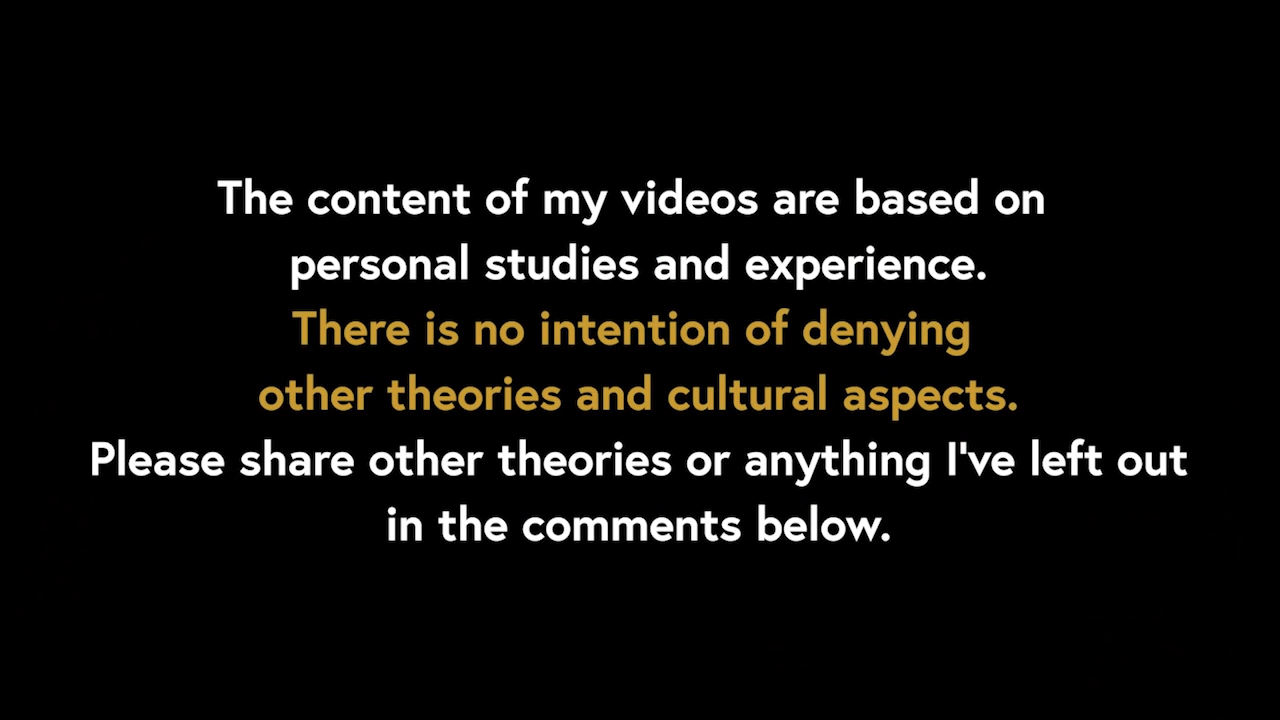 The content of my videos are based on
personal studies and experience.
There is no intention of denying
other theories and cultural aspects.
Please share other theories or anything I've left out
in the comments below.